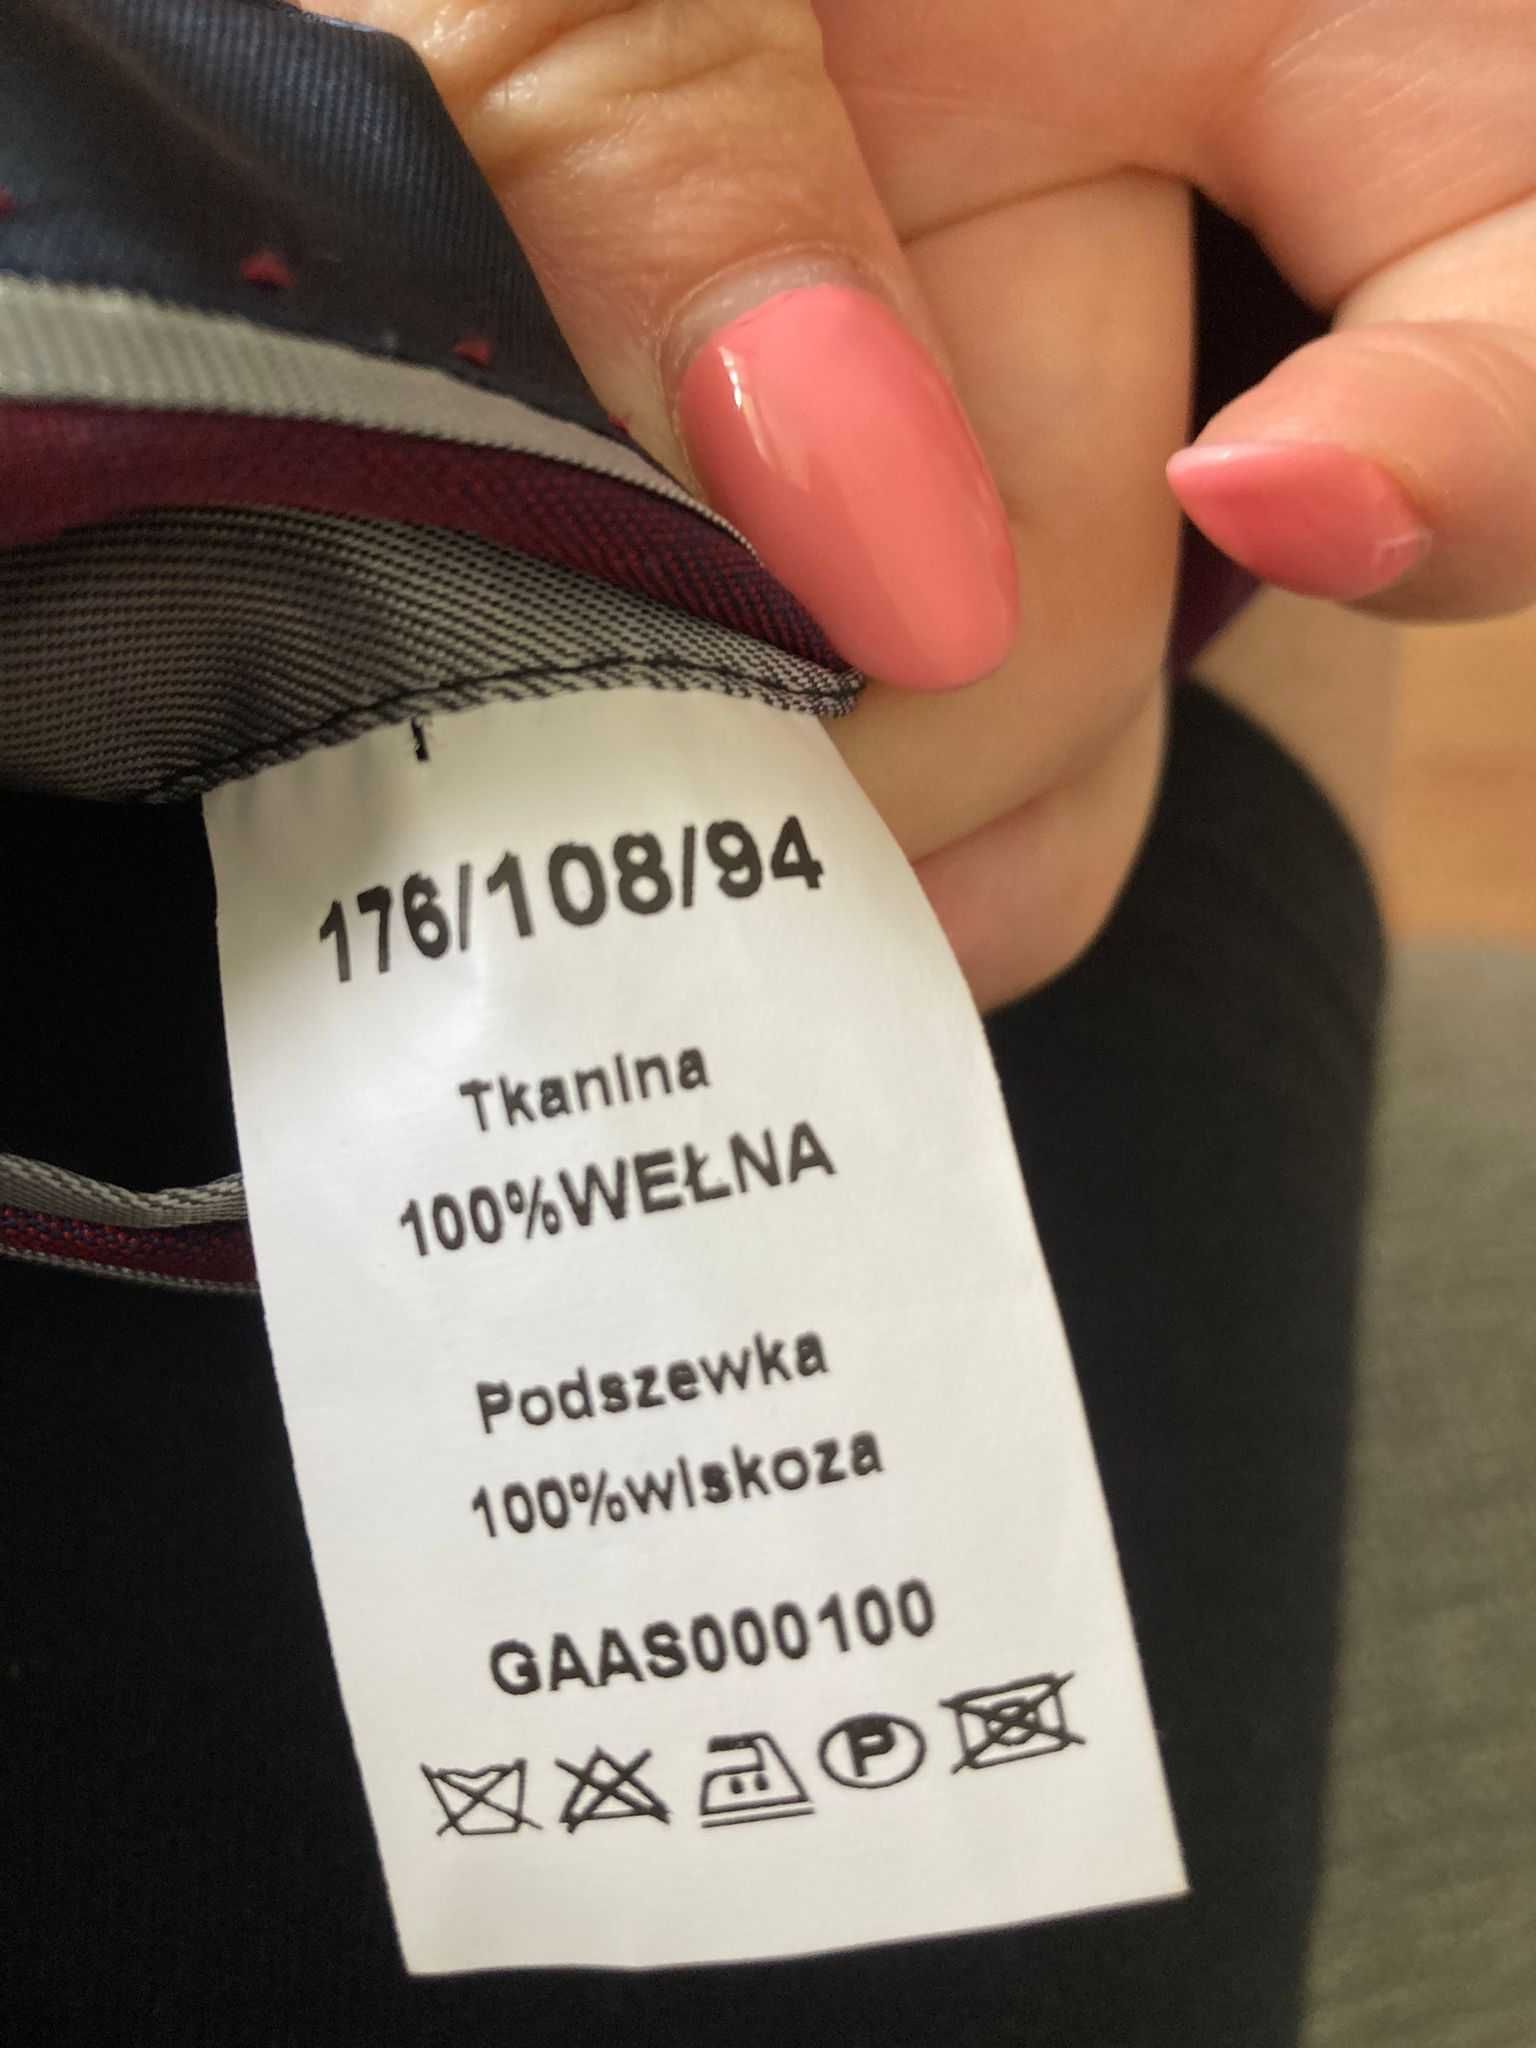 176/108/94
Tkanina
100%WEŁNA
Podszewka
100%wiskoza
GAAS000100
P